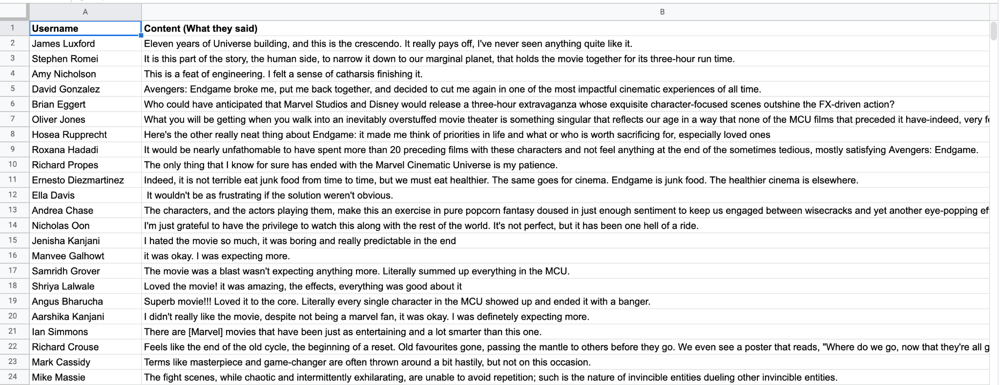 A B
1 Username Content (What they said)
2 James Luxford Eleven years of Universe building, and this is the crescendo. It really pays off, I've never seen anything quite like it.
3 Stephen Romei It is this part of the story, the human side, to narrow it down to our marginal planet, that holds the movie together for its three-hour run time.
4 Amy Nicholson This is a feat of engineering. I felt a sense of catharsis finishing it.
5 David Gonzalez Avengers: Endgame broke me, put me back together, and decided to cut me again in one of the most impactful cinematic experiences of all time.
6 Brian Eggert Who could have anticipated that Marvel Studios and Disney would release a three-hour extravaganza whose exquisite character-focused scenes outshine the FX-driven action?
7 Oliver Jones What you will be getting when you walk into an inevitably overstuffed movie theater is something singular that reflects our age in a way that none of the MCU films that preceded it have-indeed, very
8 Hosea Rupprecht Here's the other really neat thing about Endgame: it made me think of priorities in life and what or who is worth sacrificing for, especially loved ones
9 Roxana Hadadi It would be nearly unfathomable to have spent more than 20 preceding films with these characters and not feel anything at the end of the sometimes tedious, mostly satisfying Avengers: Endgame.
10 Richard Propes The only thing that I know for sure has ended with the Marvel Cinematic Universe is my patience.
11 Ernesto Diezmartinez Indeed, it is not terrible eat junk food from time to time, but we must eat healthier. The same goes for cinema. Endgame is junk food. The healthier cinema is elsewhere.
12 Ella Davis It wouldn't be as frustrating if the solution weren't obvious.
13 Andrea Chase The characters, and the actors playing them, make this an exercise in pure popcorn fantasy doused in just enough sentiment to keep us engaged between wisecracks and yet another eye-popping
14 Nicholas Oon I'm just grateful to have the privilege to watch this along with the rest of the world. It's not perfect, but it has been one hell of a ride.
15 Jenisha Kanjani I hated the movie so much, it was boring and really predictable in the end
16 Manvee Galhowt it was okay. I was expecting more.
17 Samridh Grover The movie was a blast wasn't expecting anything more. Literally summed up everything in the MCU.
18 Shriya Lalwale Loved the movie! it was amazing, the effects, everything was good about it
19 Angus Bharucha Superb movie!!! Loved it to the core. Literally every single character in the MCU showed up and ended it with a banger.
20 Aarshika Kanjani I didn't really like the movie, despite not being a marvel fan, it was okay. I was definetely expecting more.
21 Ian Simmons There are [Marvel] movies that have been just as entertaining and a lot smarter than this one.
22 Richard Crouse Feels like the end of the old cycle, the beginning of a reset. Old favourites gone, passing the mantle to others before they go. We even see a poster that reads, "Where do we go, now that they're all
23 Mark Cassidy Terms like masterpiece and game-changer are often thrown around a bit hastily, but not on this occasion.
24 Mike Massie The fight scenes, while chaotic and intermittently exhilarating, are unable to avoid repetition; such is the nature of invincible entities dueling other invincible entities.